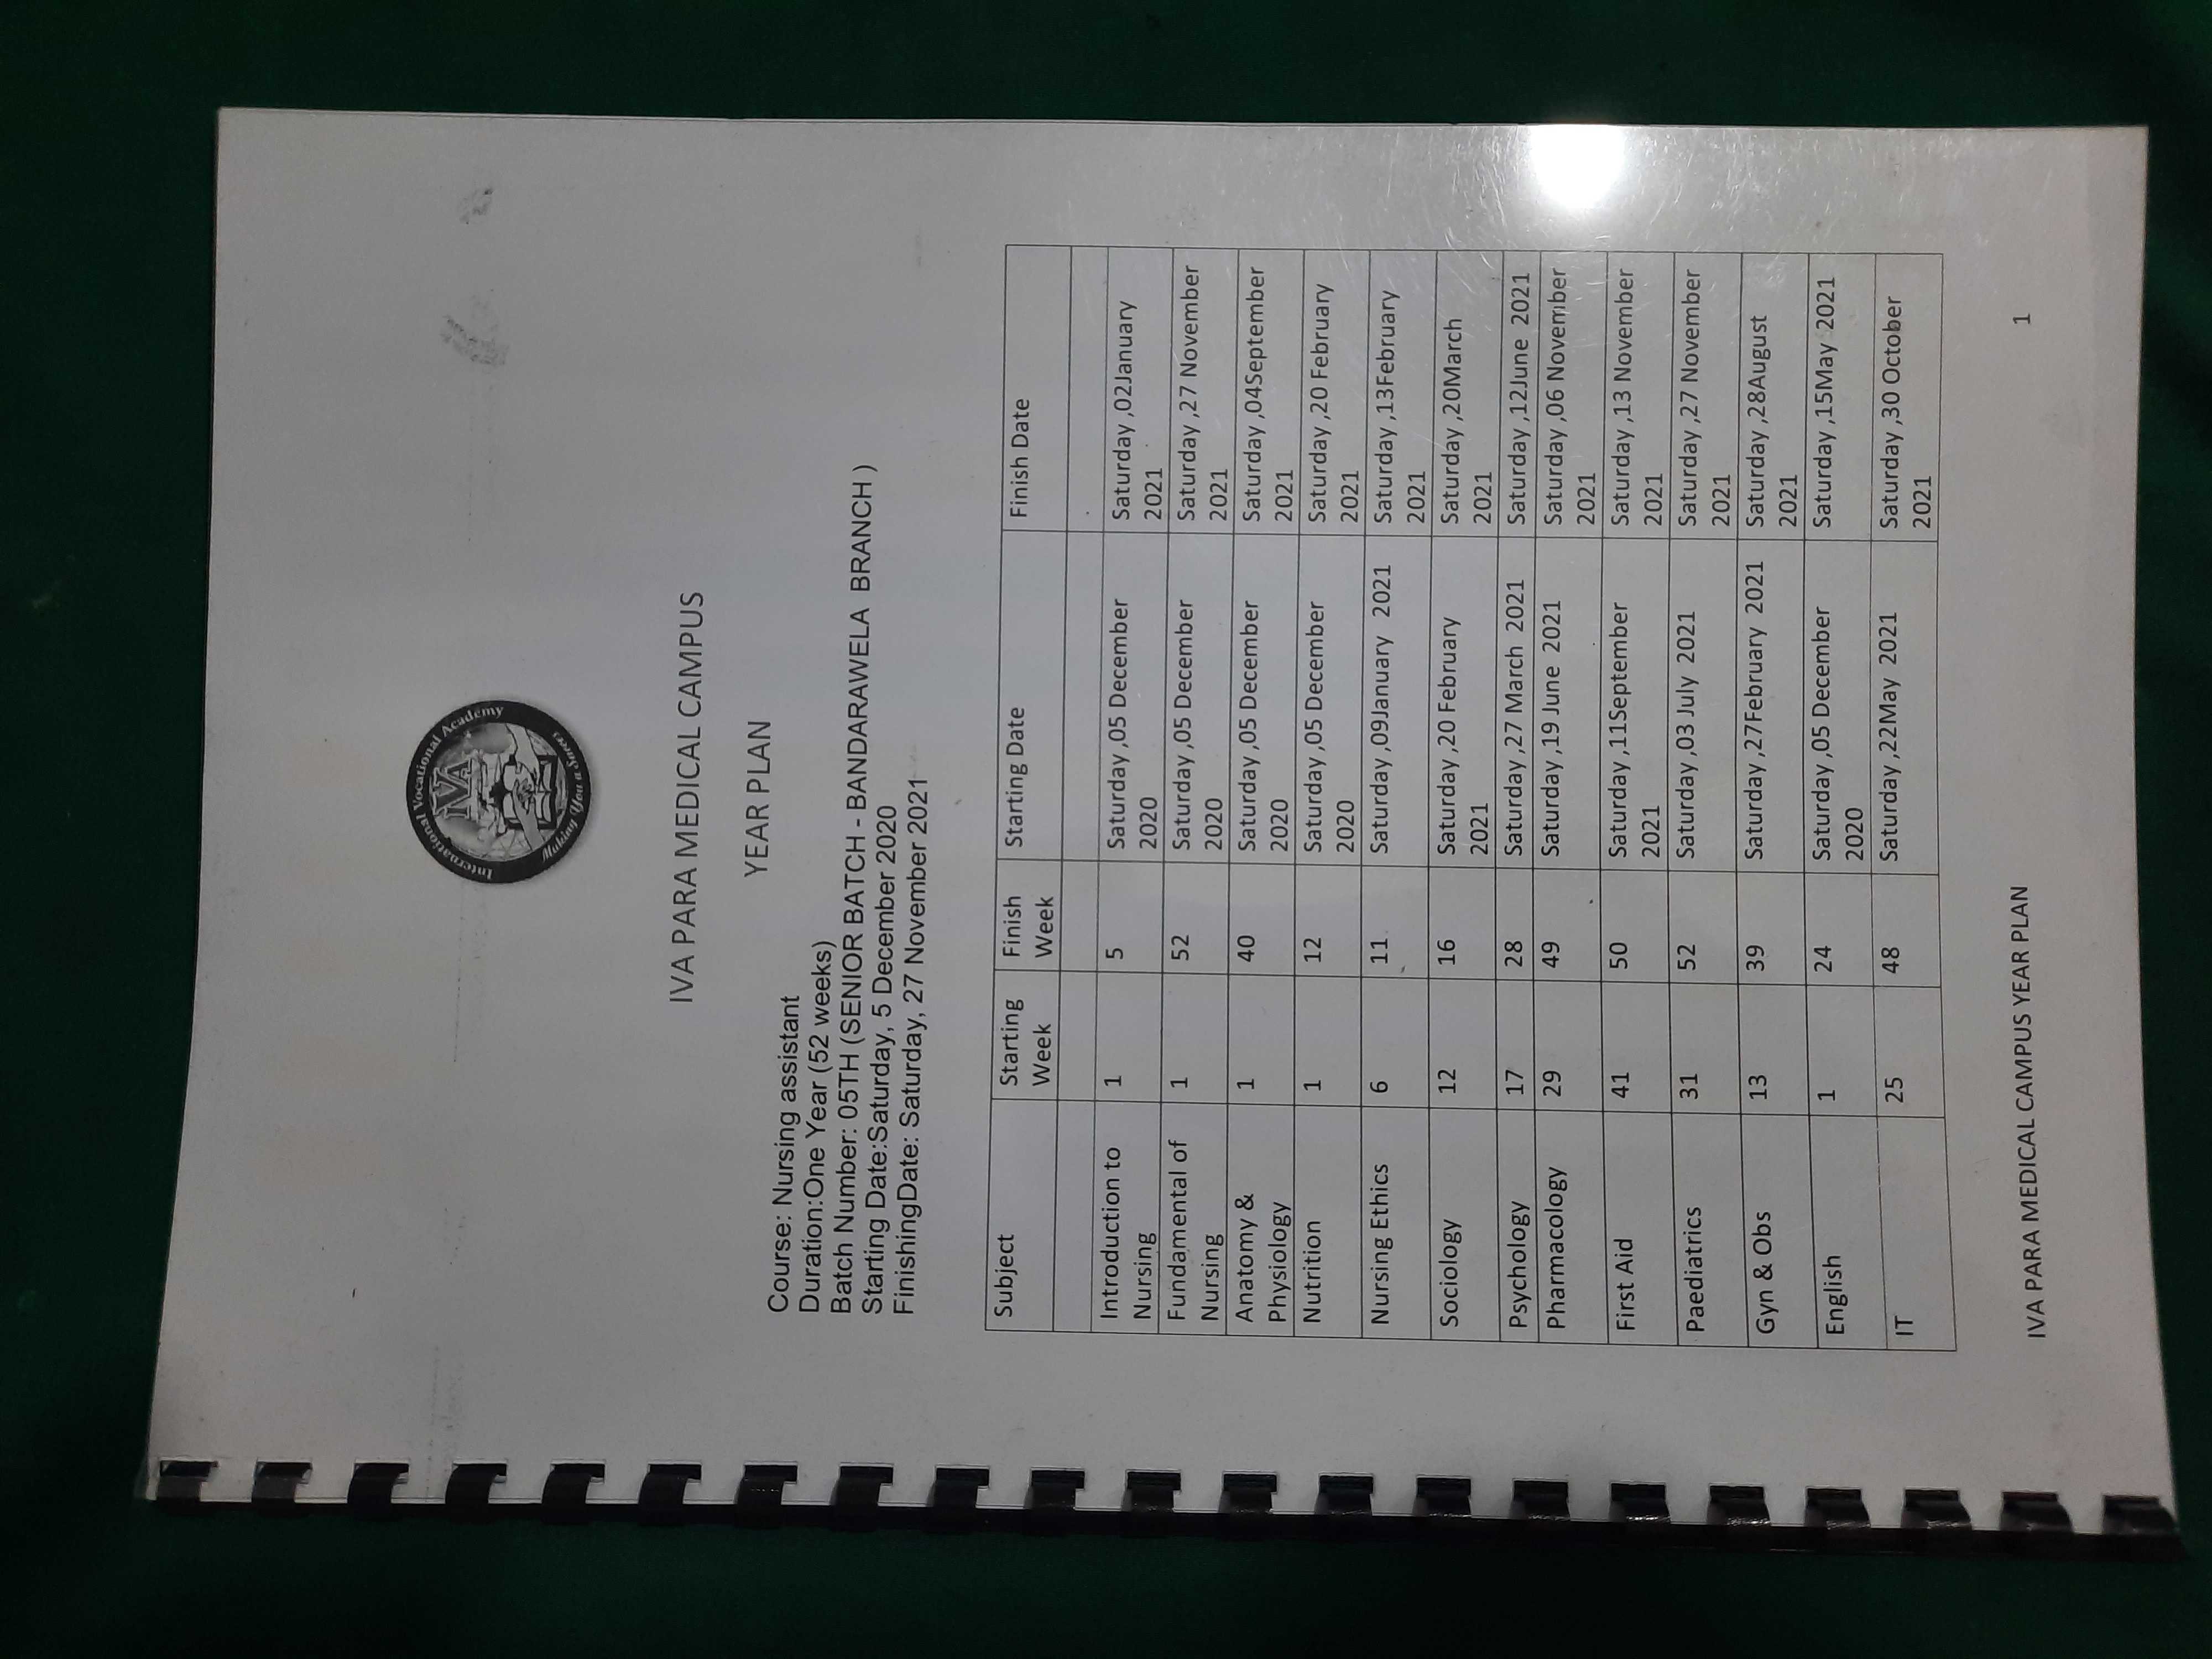 International Vocational Academy
IVA
IVA PARA MEDICAL CAMPUS
YEAR PLAN
Course: Nursing assistant
Duration:One Year (52 weeks)
Batch Number: 05TH (SENIOR BATCH - BANDARAWELA BRANCH )
Starting Date:Saturday, 5 December 2020
FinishingDate: Saturday, 27 November 2021
Subject Starting Week Finish Week Starting Date Finish Date
Introduction to Nursing 1 5 Saturday ,05 December 2020 Saturday ,02January 2021
Fundamental of Nursing 1 52 Saturday ,05 December 2020 Saturday ,27 November 2021
Anatomy & Physiology 1 40 Saturday ,05 December 2020 Saturday ,04September 2021
Nutrition 1 12 Saturday ,05 December 2020 Saturday ,20 February 2021
Nursing Ethics 6 11 Saturday ,09January 2021 Saturday ,13February 2021
Sociology 12 16 Saturday ,20 February 2021 Saturday ,20March 2021
Psychology 17 28 Saturday ,27 March 2021 Saturday ,12June 2021
Pharmacology 29 49 Saturday ,19 June 2021 Saturday ,06 November 2021
First Aid 41 50 Saturday ,11September 2021 Saturday ,13 November 2021
Paediatrics 31 52 Saturday ,03 July 2021 Saturday ,27 November 2021
Gyn & Obs 13 39 Saturday ,27February 2021 Saturday ,28August 2021
English 1 24 Saturday ,05 December 2020 Saturday ,15May 2021
IT 25 48 Saturday ,22May 2021 Saturday ,30 October 2021
IVA PARA MEDICAL CAMPUS YEAR PLAN 1